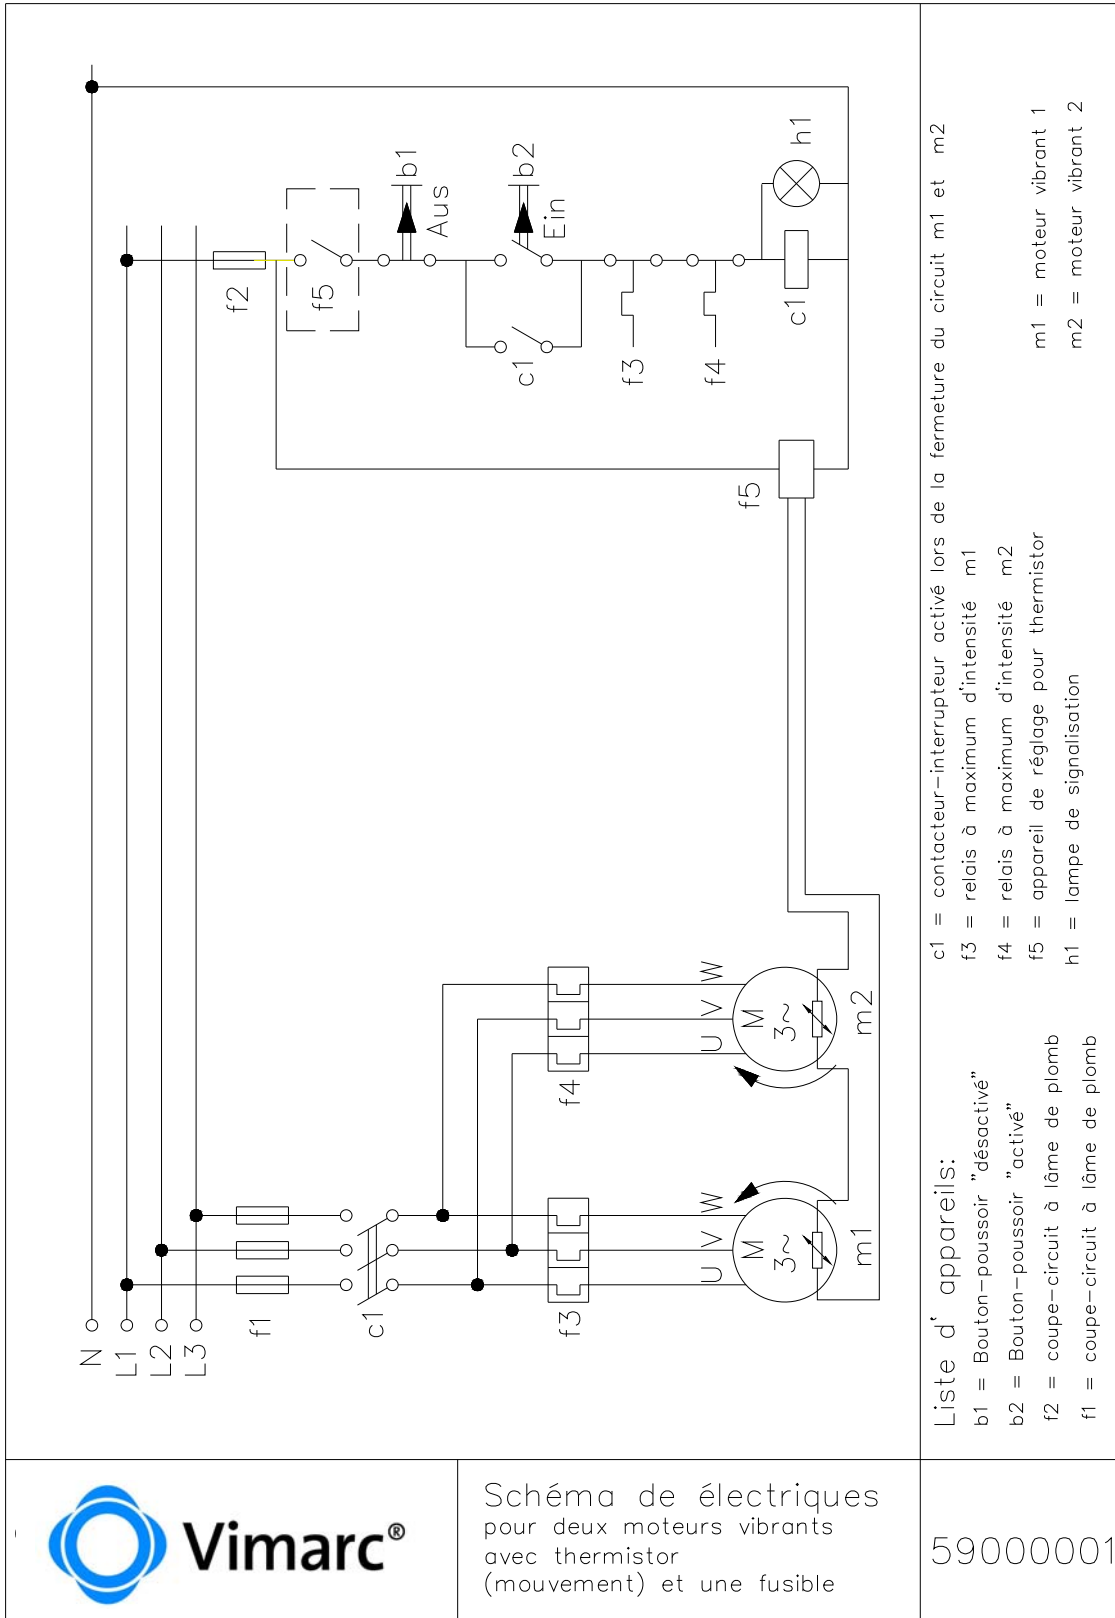 N
L1
L2
L3
f1
c1
f3
f4
U V W
U V W
M
3~
m1
M
3~
m2
f2
f5
b1
Aus
b2
Ein
c1
f3
f4
c1
h1
f5
Liste d' appareils:
b1 = Bouton-poussoir "désactivé"
b2 = Bouton-poussoir "activé"
f2 = coupe-circuit à lâme de plomb
f1 = coupe-circuit à lâme de plomb
c1 = contacteur-interrupteur activé lors de la fermeture du circuit m1 et m2
f3 = relais à maximum d'intensité m1
f4 = relais à maximum d'intensité m2
f5 = appareil de réglage pour thermistor
h1 = lampe de signalisation
m1 = moteur vibrant 1
m2 = moteur vibrant 2
Vimarc®
Schéma de électriques
pour deux moteurs vibrants
avec thermistor
(mouvement) et une fusible
59000001